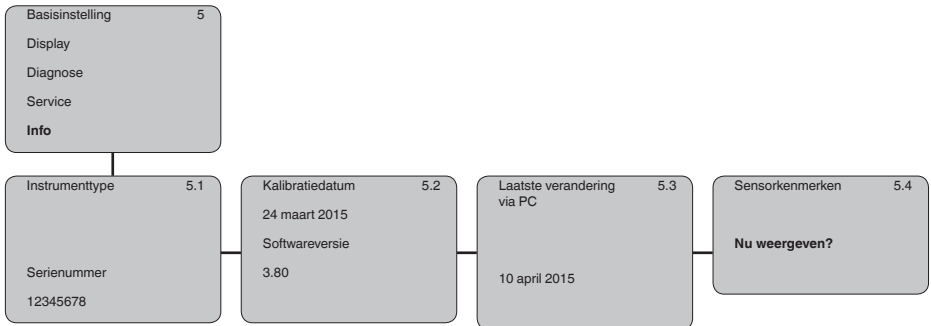 Basisinstelling 5
Display
Diagnose
Service
Info
Instrumenttype 5.1
Serienummer
12345678
Kalibratiedatum 5.2
24 maart 2015
Softwareversie
3.80
Laatste verandering 5.3
via PC
10 april 2015
Sensorkenmerken 5.4
Nu weergeven?